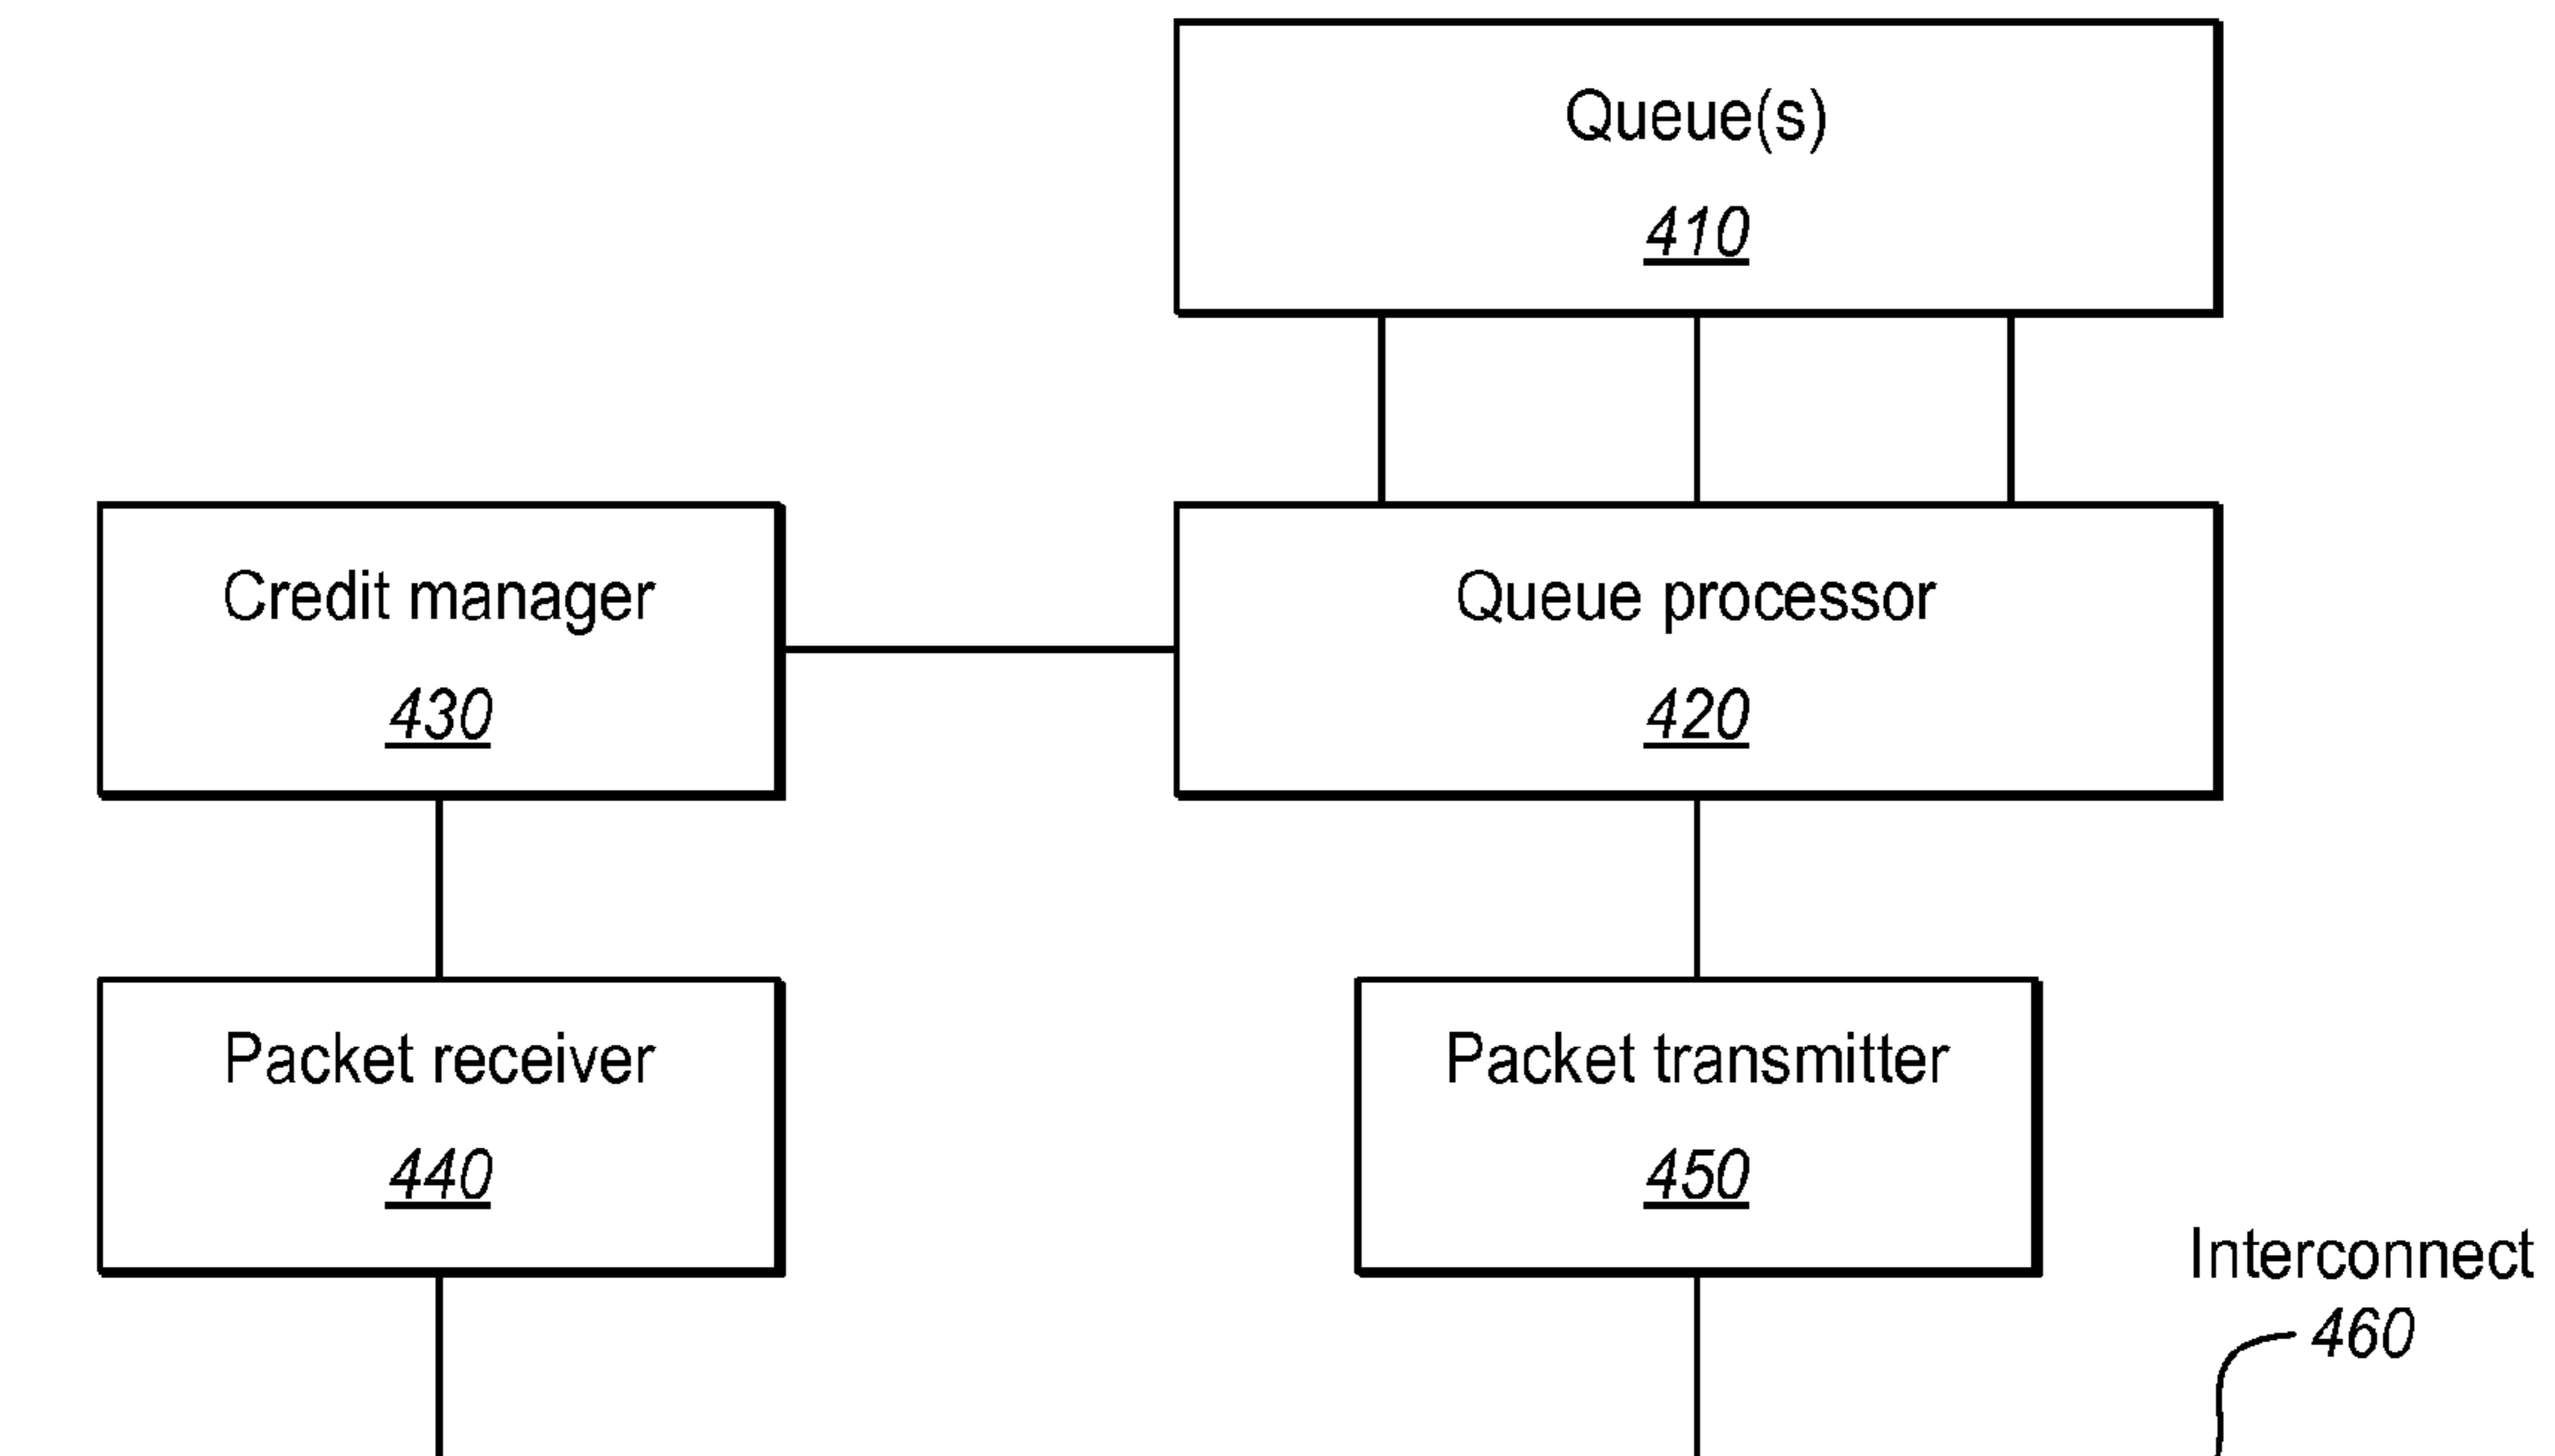 Queue(s)
410
Credit manager
430
Queue processor
420
Packet receiver
440
Packet transmitter
450
Interconnect
460